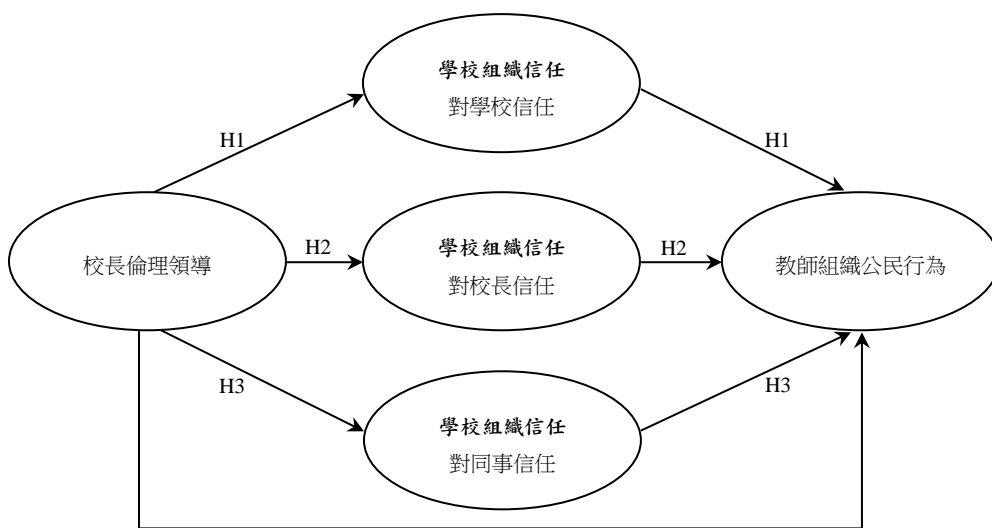 學校組織信任
對學校信任
H1
H1
校長倫理領導
H2
學校組織信任
對校長信任
H2
教師組織公民行為
H3
學校組織信任
對同事信任
H3